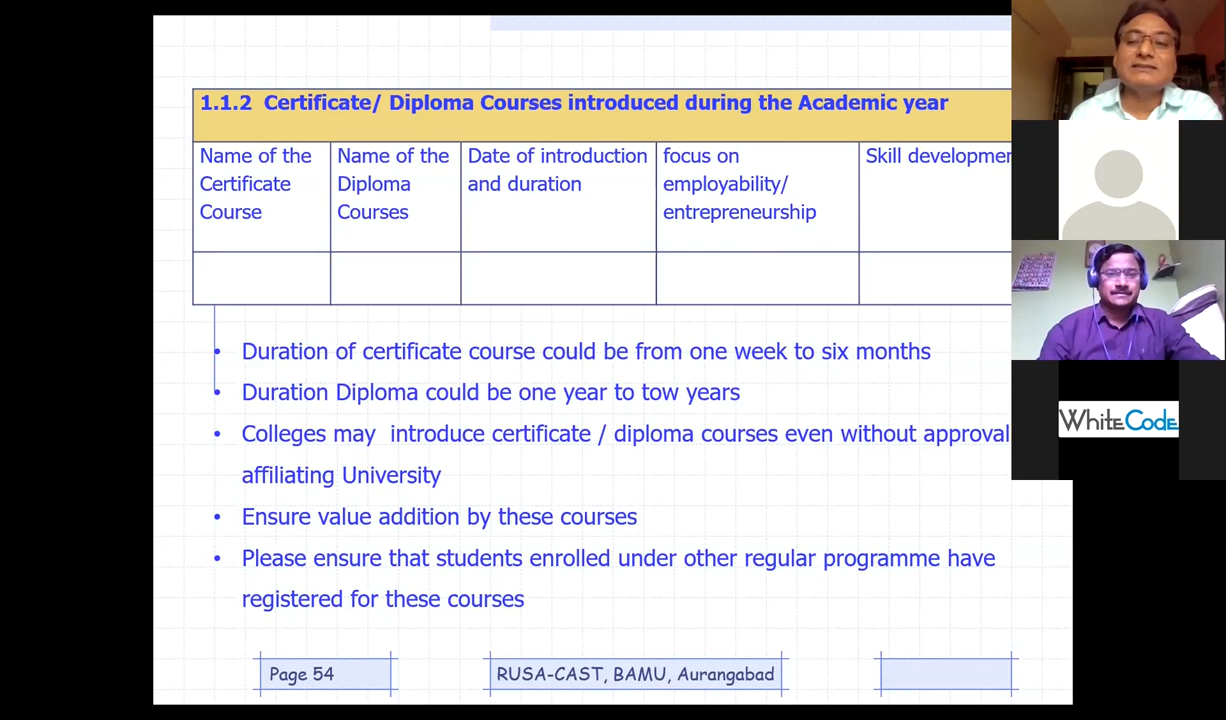 1.1.2 Certificate/ Diploma Courses introduced during the Academic year
Name of the
Certificate
Course
Name of the
Diploma
Courses
Date of introduction
and duration
focus on
employability/
entrepreneurship
Skill developmen
• Duration of certificate course could be from one week to six months
• Duration Diploma could be one year to tow years
• Colleges may introduce certificate / diploma courses even without approval
affiliating University
• Ensure value addition by these courses
• Please ensure that students enrolled under other regular programme have
registered for these courses
Page 54
RUSA-CAST, BAMU, Aurangabad
WhiteCode